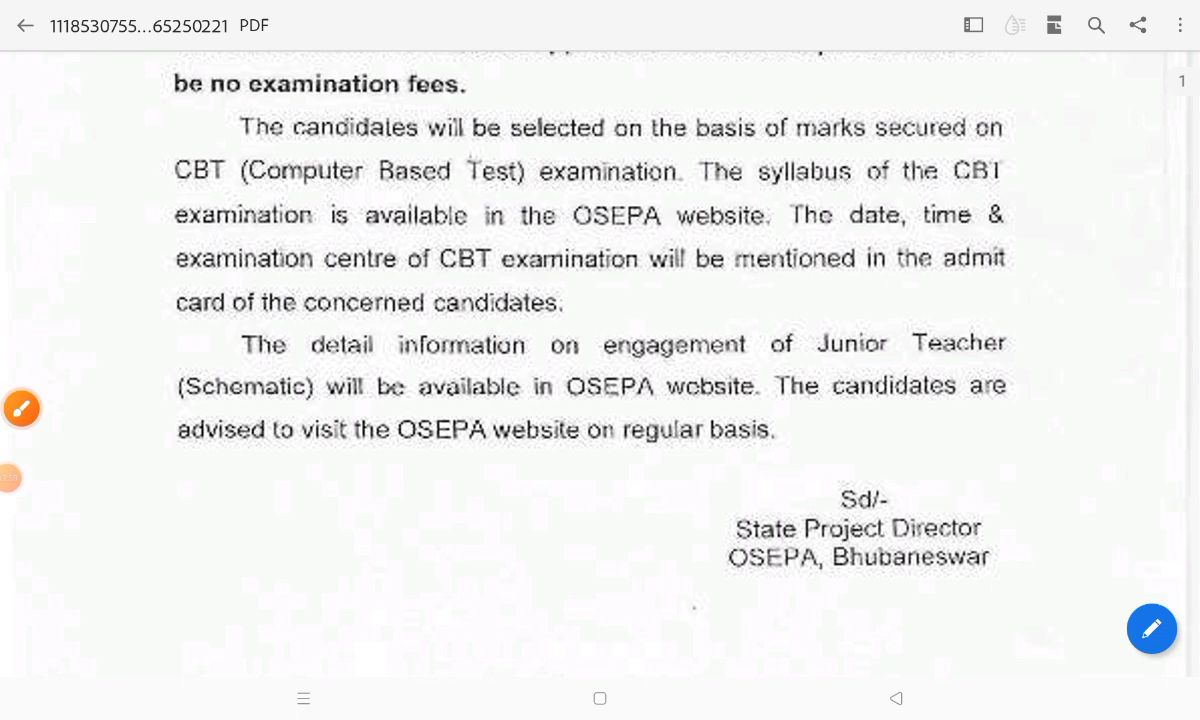 1118530755...65250221 PDF
1
be no examination fees.
The candidates will be selected on the basis of marks secured on
CBT (Computer Based Test) examination. The syllabus of the CBT
examination is available in the OSEPA website. The date, time &
examination centre of CBT examination will be mentioned in the admit
card of the concerned candidates.
The detail information on engagement of Junior Teacher
(Schematic) will be available in OSEPA website. The candidates are
advised to visit the OSEPA website on regular basis.
Sd/-
State Project Director
OSEPA, Bhubaneswar